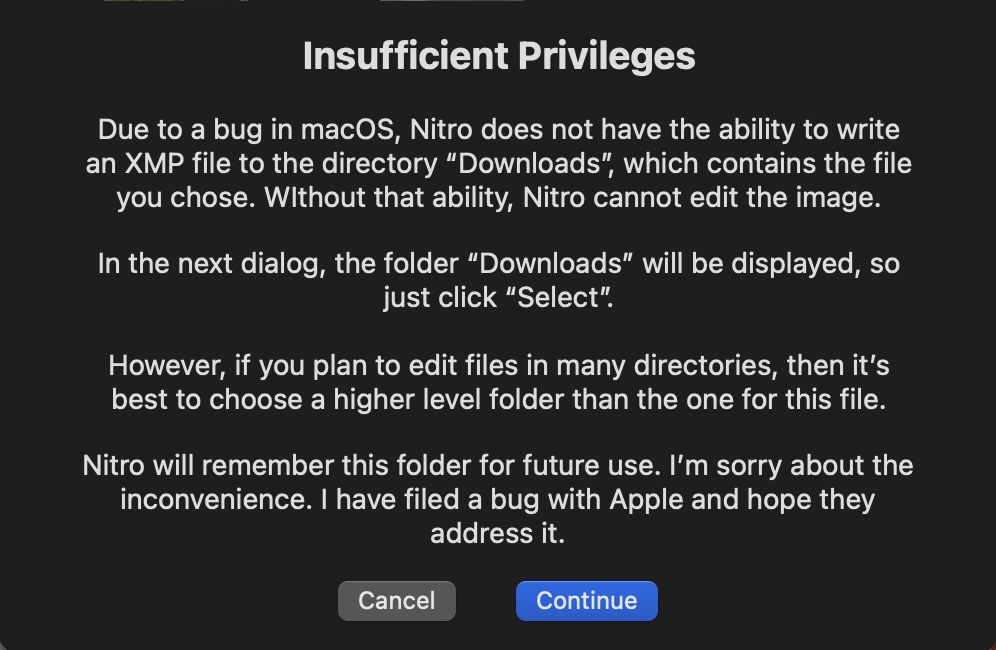 Insufficient Privileges
Due to a bug in macOS, Nitro does not have the ability to write
an XMP file to the directory “Downloads”, which contains the file
you chose. WIthout that ability, Nitro cannot edit the image.
In the next dialog, the folder “Downloads” will be displayed, so
just click “Select”.
However, if you plan to edit files in many directories, then it’s
best to choose a higher level folder than the one for this file.
Nitro will remember this folder for future use. I’m sorry about the
inconvenience. I have filed a bug with Apple and hope they
address it.
Cancel
Continue